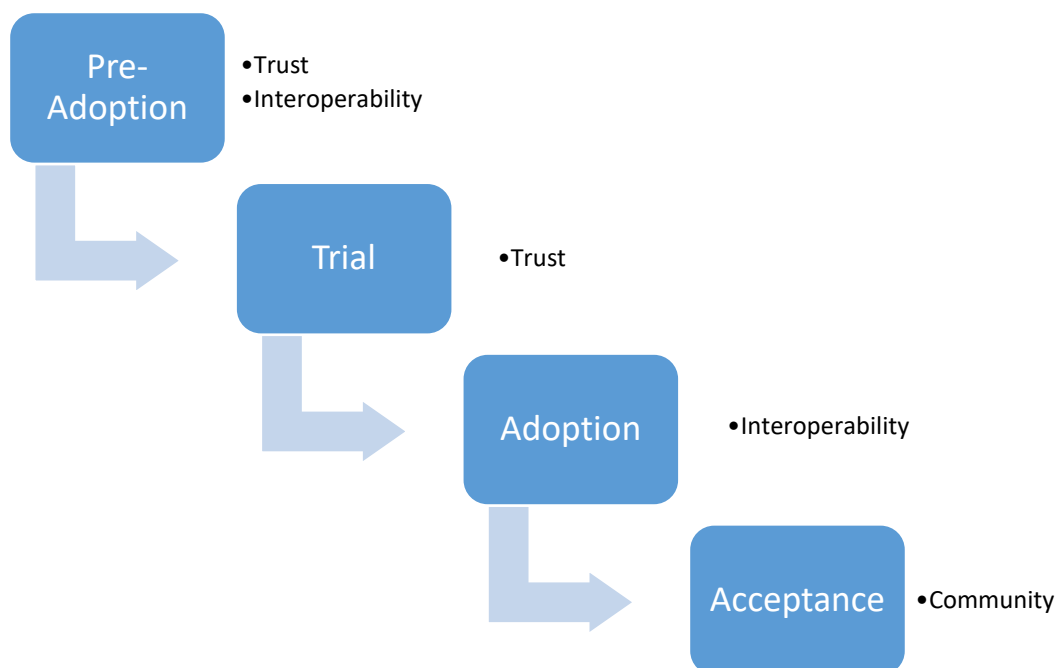 Pre-
Adoption
•Trust
•Interoperability
Trial
•Trust
Adoption
•Interoperability
Acceptance
•Community